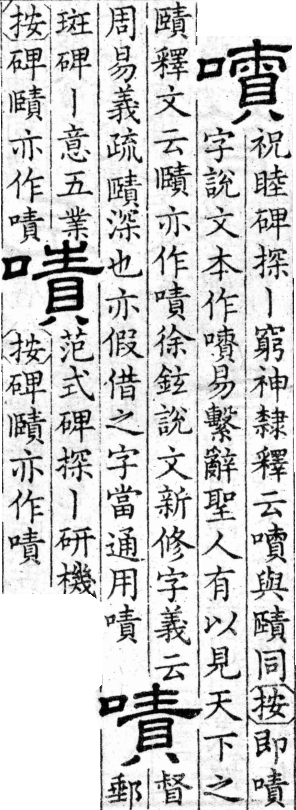 嘳
祝睦碑探丨窮神隸釋云嘳與賾同按即嘖
字說文本作嘖易繫辭聖人有以見天下之
賾釋文云賾亦作嘖徐鉉說文新修字義云
周易義疏賾深也亦假借之字當通用嘖
嘖
督
郵
斑碑丨意五業
按碑賾亦作嘖
嘖
范式碑探丨研機
按碑賾亦作嘖